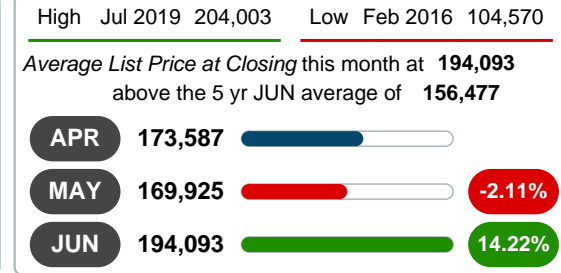 High Jul 2019 204,003 Low Feb 2016 104,570
Average List Price at Closing this month at 194,093
above the 5 yr JUN average of 156,477
APR 173,587
MAY 169,925 -2.11%
JUN 194,093 14.22%